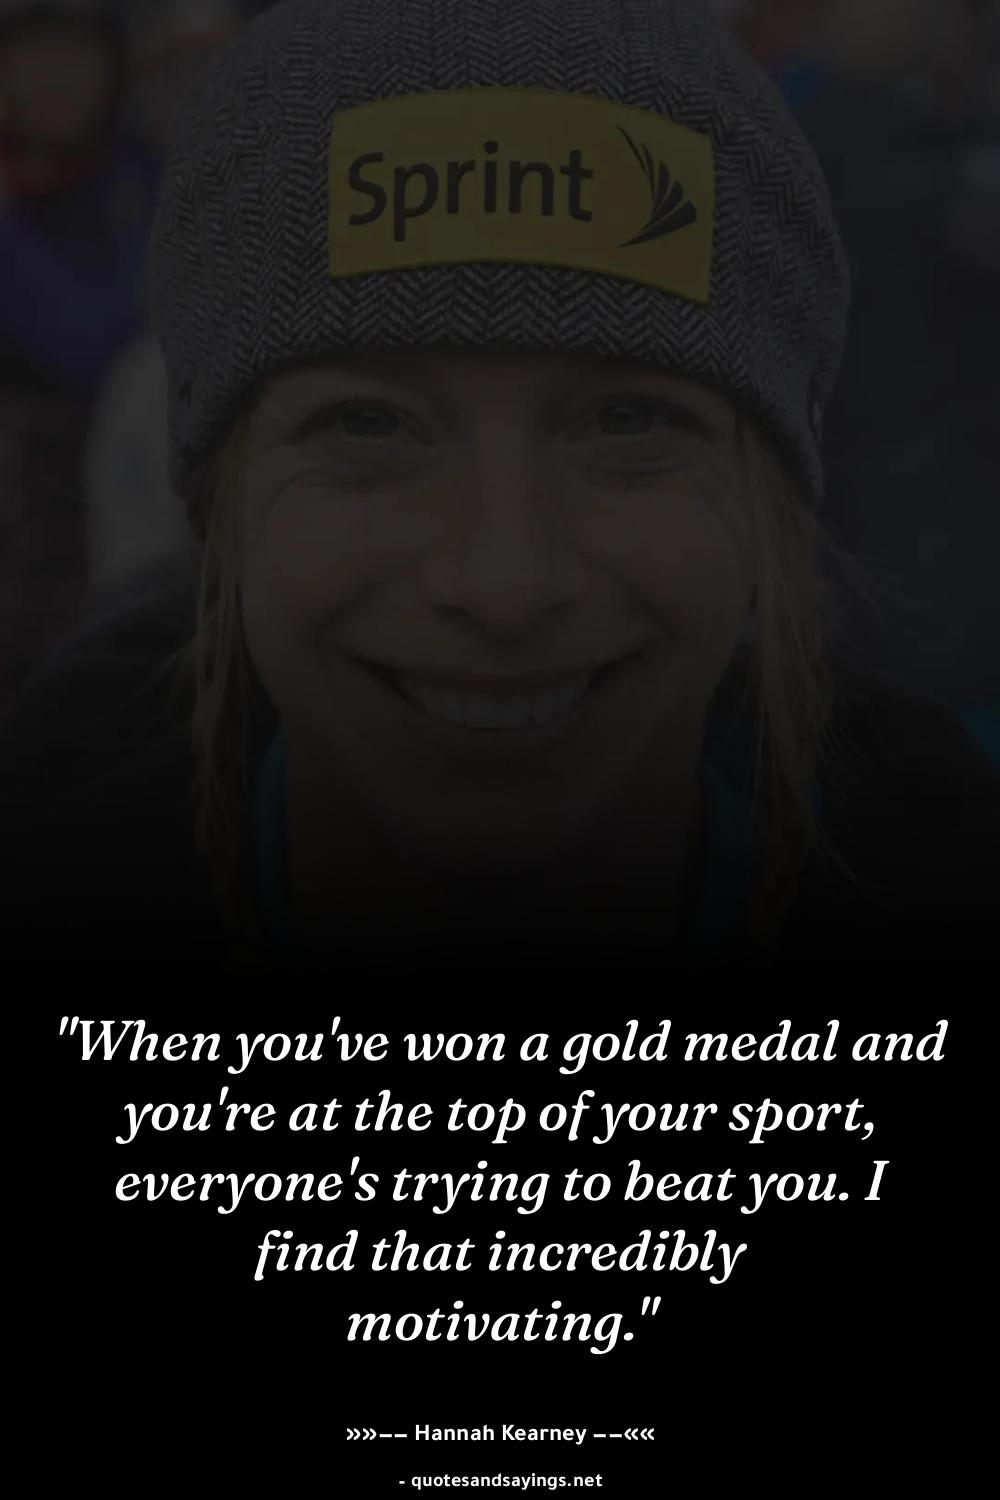 Sprint
"When you've won a gold medal and
you're at the top of your sport,
everyone's trying to beat you. I
find that incredibly
motivating."
»»–– Hannah Kearney ––««
- quotesandsayings.net